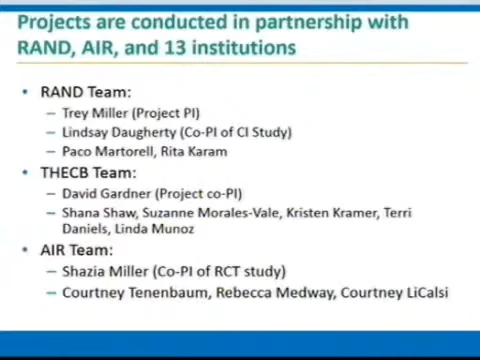 Projects are conducted in partnership with
RAND, AIR, and 13 institutions
• RAND Team:
– Trey Miller (Project PI)
– Lindsay Daugherty (Co-PI of CI Study)
– Paco Martorell, Rita Karam
• THECB Team:
– David Gardner (Project co-PI)
– Shana Shaw, Suzanne Morales-Vale, Kristen Kramer, Terri
Daniels, Linda Munoz
• AIR Team:
– Shazia Miller (Co-PI of RCT study)
– Courtney Tenenbaum, Rebecca Medway, Courtney LiCalsi